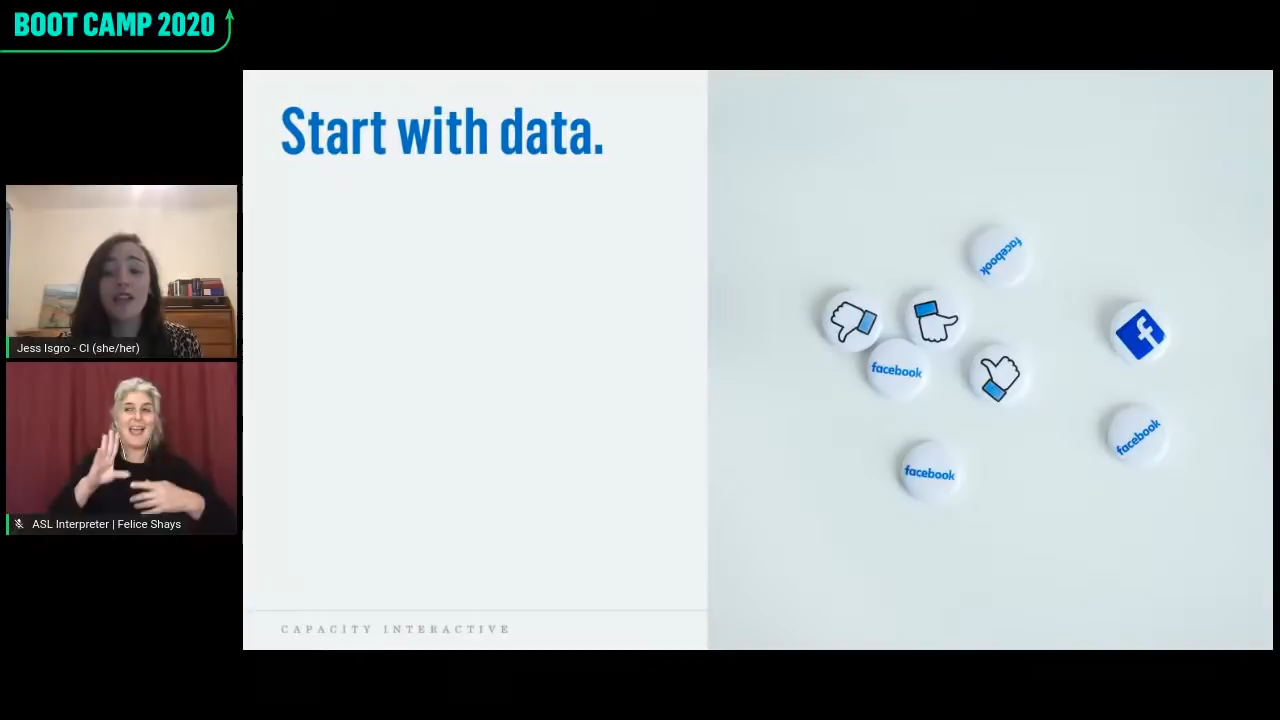 BOOT CAMP 2020
Start with data.
Jess Isgro - CI (she/her)
ASL Interpreter | Felice Shays
facebook
facebook
facebook
facebook
f
CAPACITY INTERACTIVE